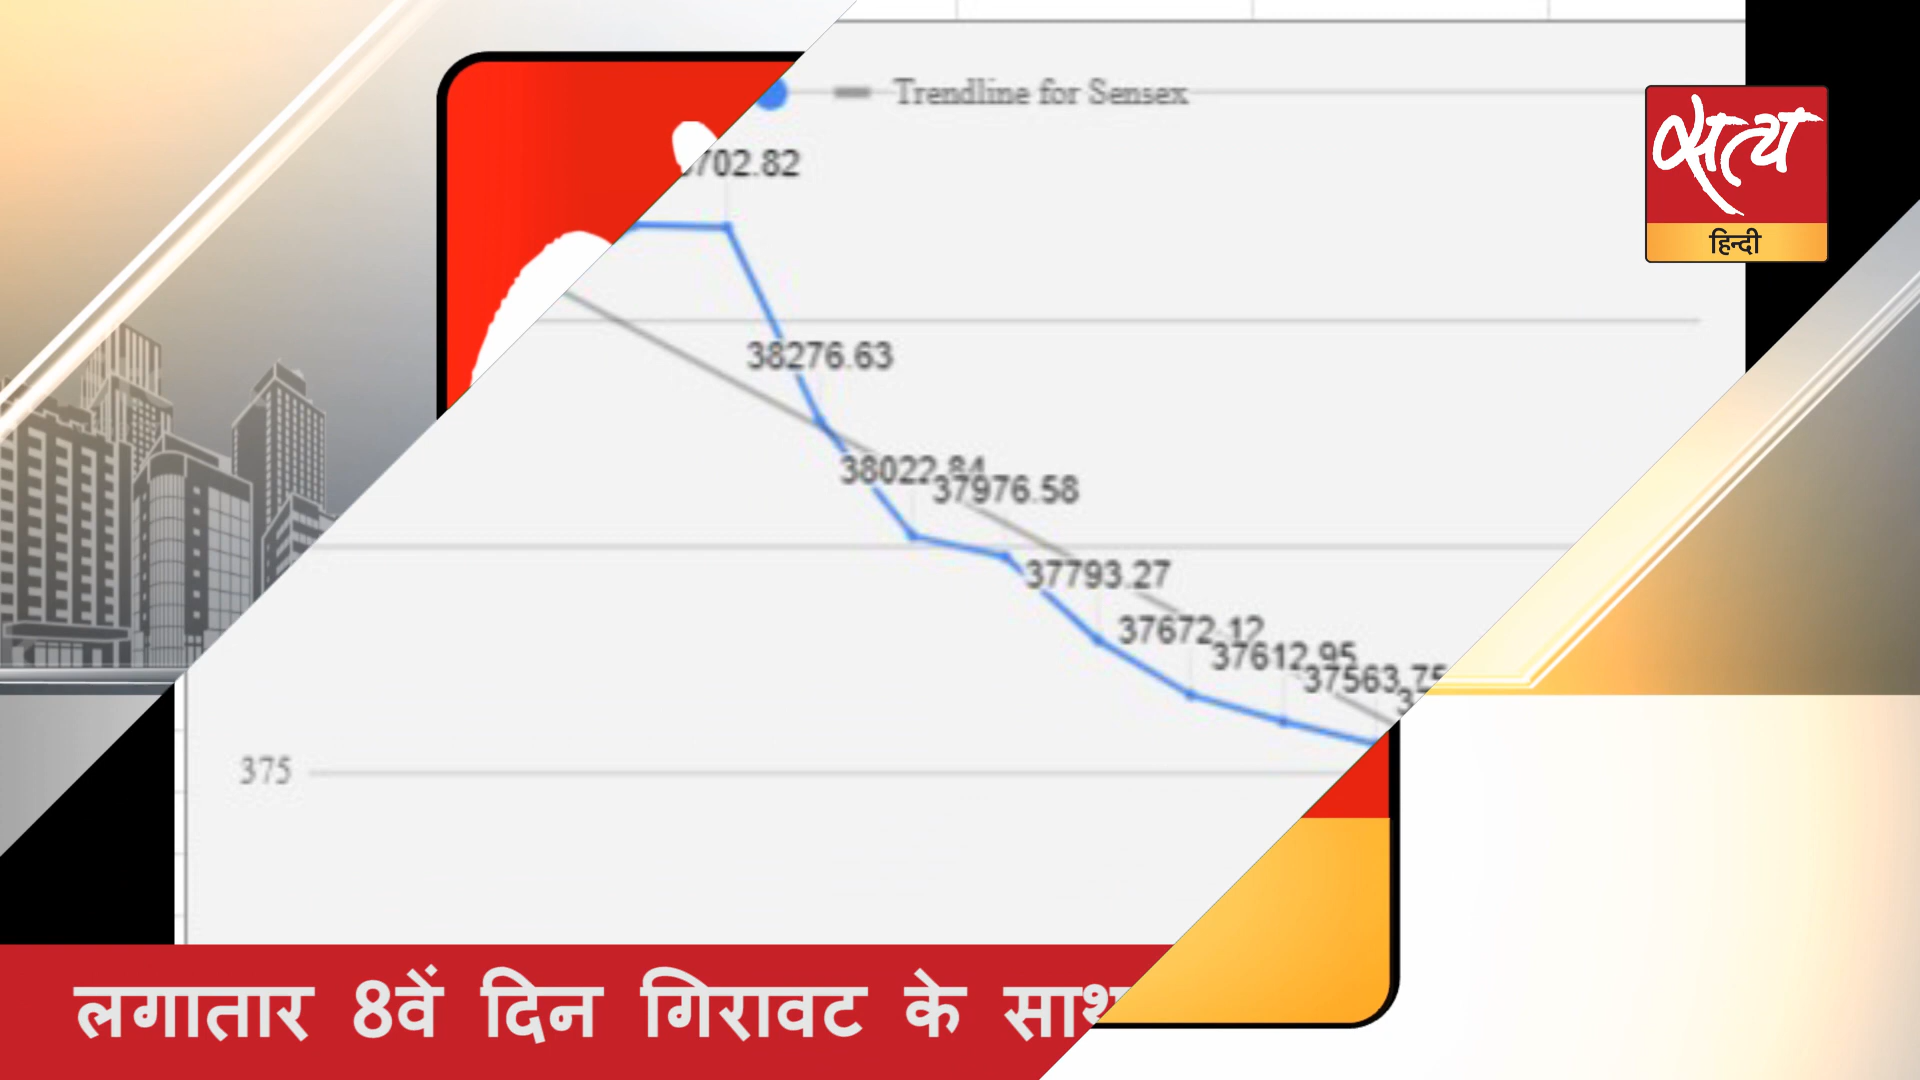 Trendline for Sensex
सत्य
हिन्दी
702.82
38276.63
38022.84
37976.58
37793.27
37672.12
37612.95
37563.75
375
लगातार 8वें दिन गिरावट के साथ